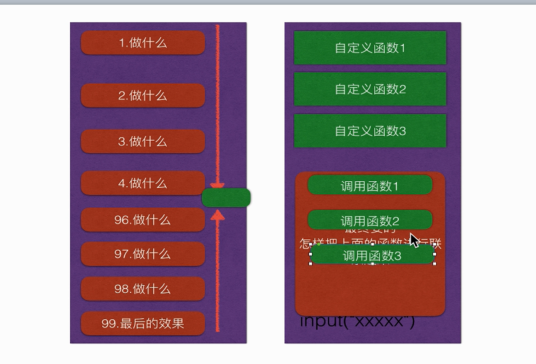 1.做什么
2.做什么
3.做什么
4.做什么
96.做什么
97.做什么
98.做什么
99.最后的效果
自定义函数1
自定义函数2
自定义函数3
调用函数1
调用函数2
怎样把上面的函数进行联
调用函数3
input("xxxxx")